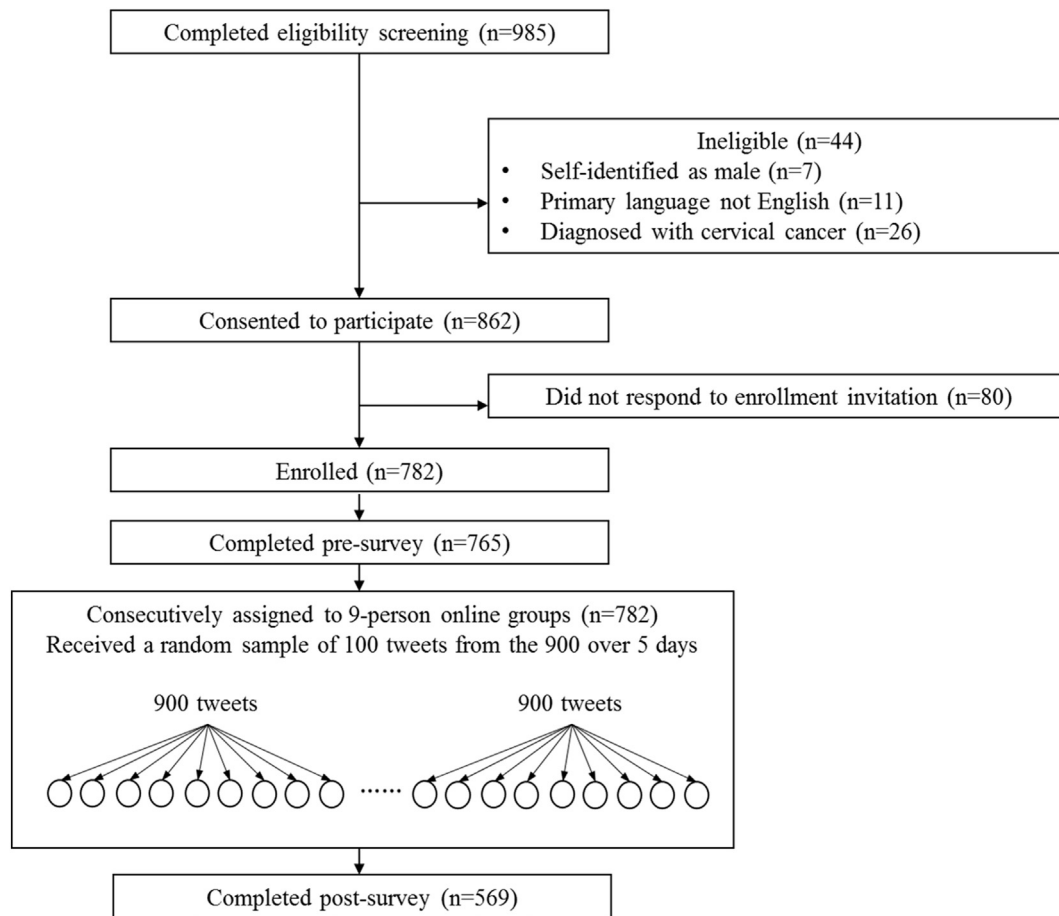 Completed eligibility screening (n=985)
Ineligible (n=44)
• Self-identified as male (n=7)
• Primary language not English (n=11)
• Diagnosed with cervical cancer (n=26)
Consented to participate (n=862)
Did not respond to enrollment invitation (n=80)
Enrolled (n=782)
Completed pre-survey (n=765)
Consecutively assigned to 9-person online groups (n=782)
Received a random sample of 100 tweets from the 900 over 5 days
900 tweets 900 tweets
……
Completed post-survey (n=569)